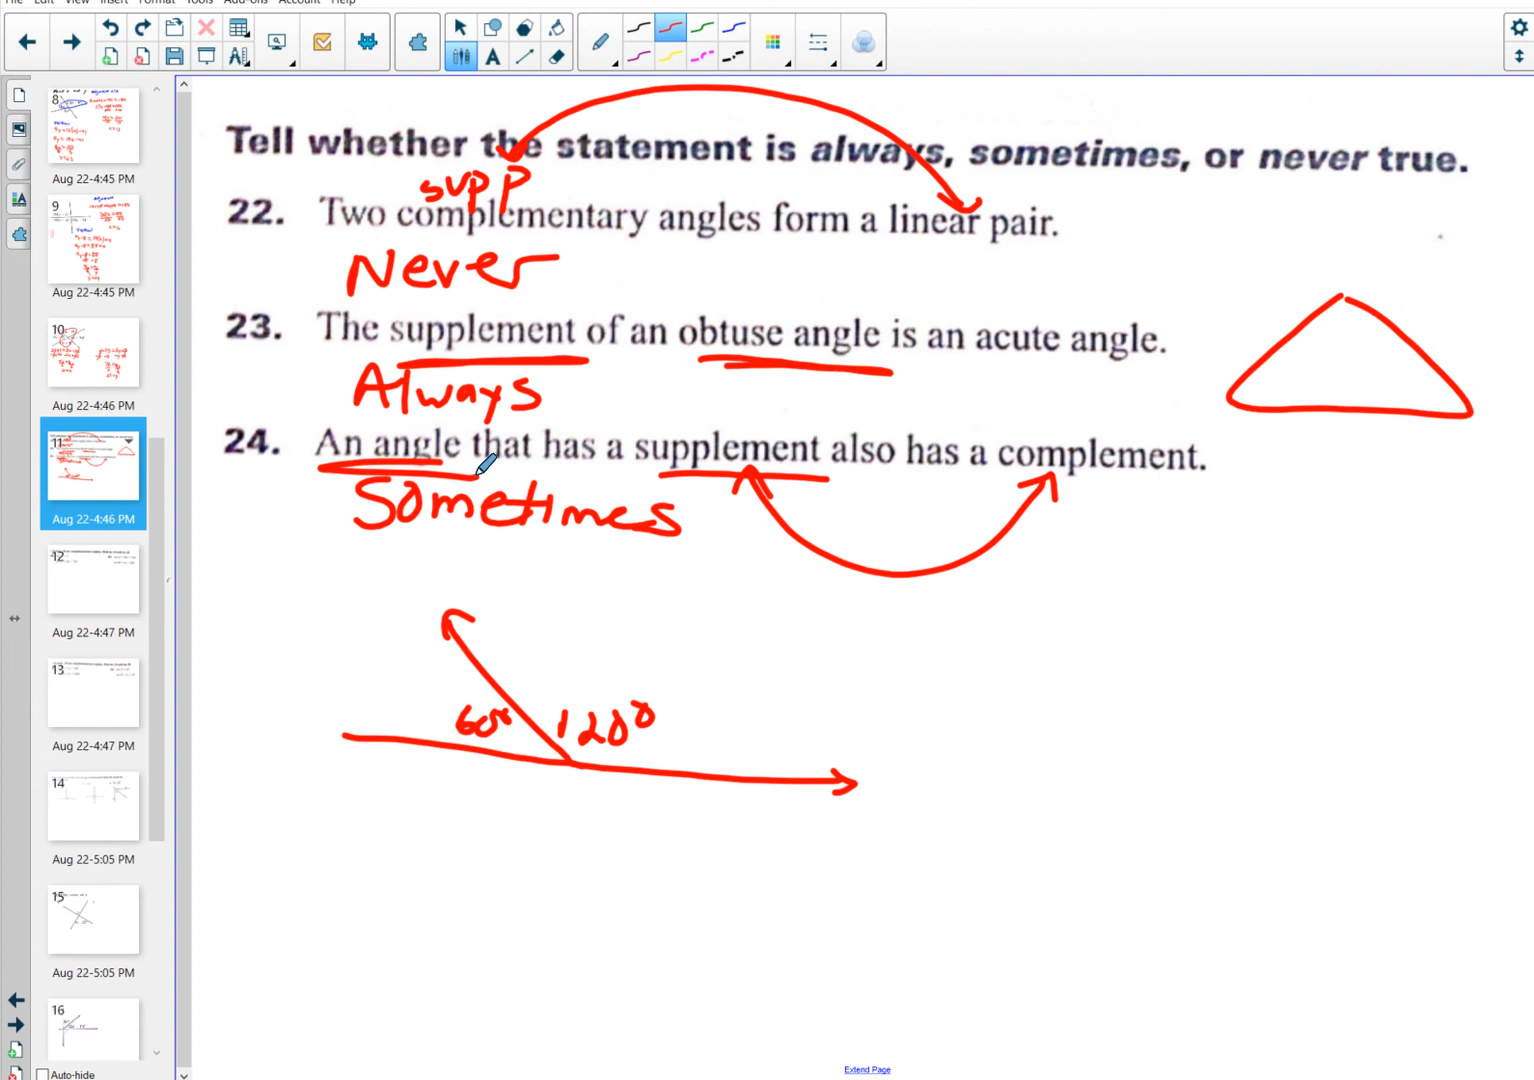 File Edit View Insert Format Tools Add-ons Account Help
Tell whether the statement is always, sometimes, or never true.
supp
22. Two complementary angles form a linear pair.
Never
23. The supplement of an obtuse angle is an acute angle.
Always
24. An angle that has a supplement also has a complement.
Sometimes
60° 120°
8
Aug 22-4:45 PM
9
Aug 22-4:45 PM
10
Aug 22-4:46 PM
11
Aug 22-4:46 PM
12
Aug 22-4:47 PM
13
Aug 22-4:47 PM
14
Aug 22-5:05 PM
15
Aug 22-5:05 PM
16
Auto-hide
Extend Page